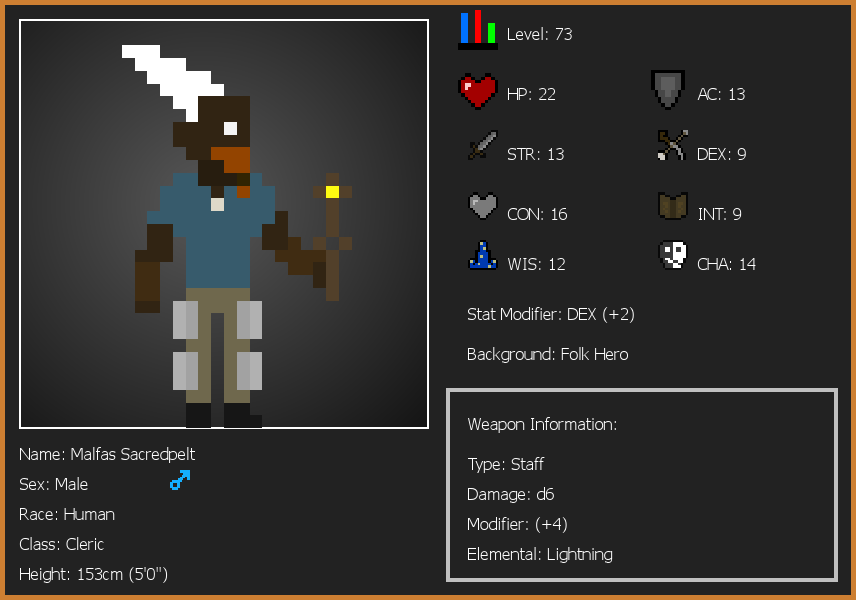 Level: 73
HP: 22
AC: 13
STR: 13
DEX: 9
CON: 16
INT: 9
WIS: 12
CHA: 14
Stat Modifier: DEX (+2)
Background: Folk Hero
Weapon Information:
Type: Staff
Damage: d6
Modifier: (+4)
Elemental: Lightning
Name: Malfas Sacredpelt
Sex: Male
Race: Human
Class: Cleric
Height: 153cm (5'0")